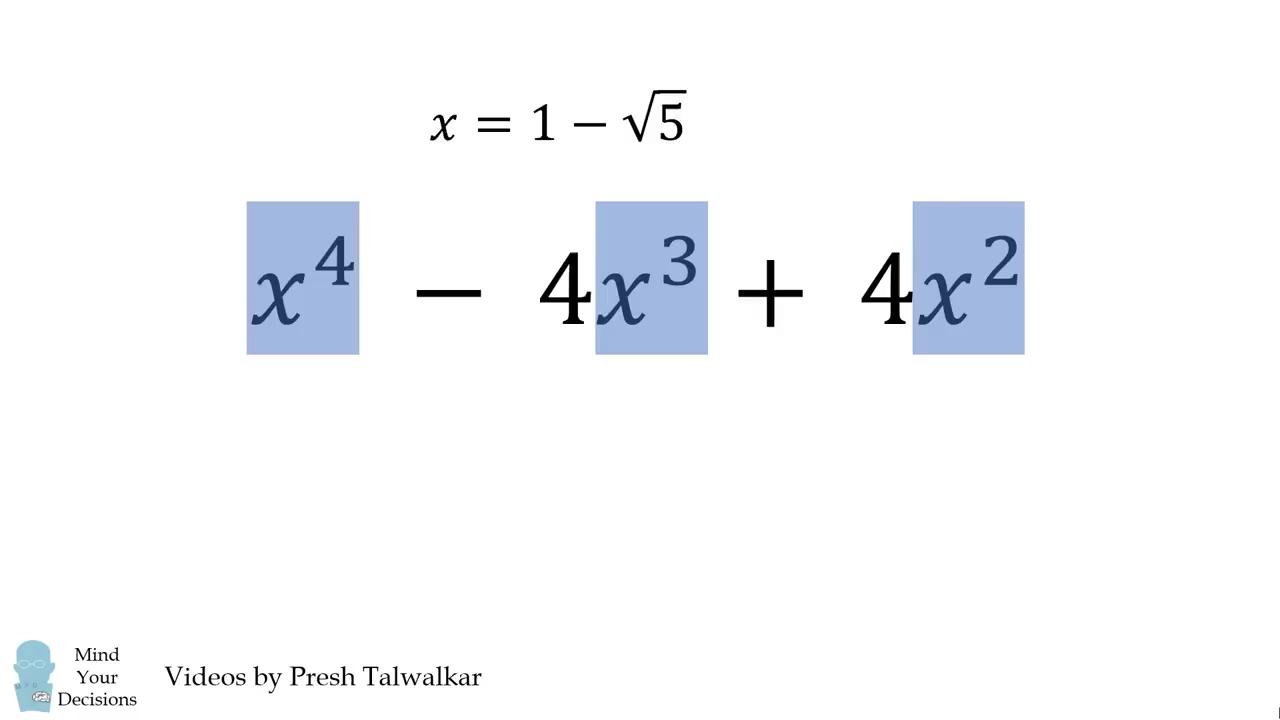 x = 1 − √5
x⁴ − 4x³ + 4x²
Mind
Your
Decisions
Videos by Presh Talwalkar